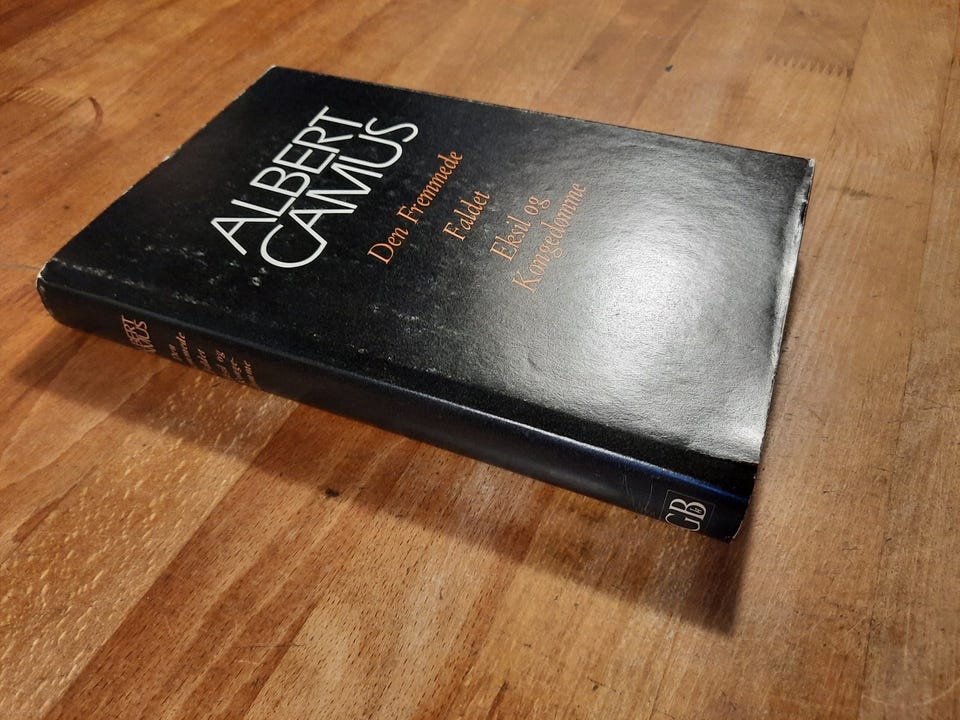 ALBERT
CAMUS
Den Fremmede
Faldet
Eksil og
Kongedømme
GB